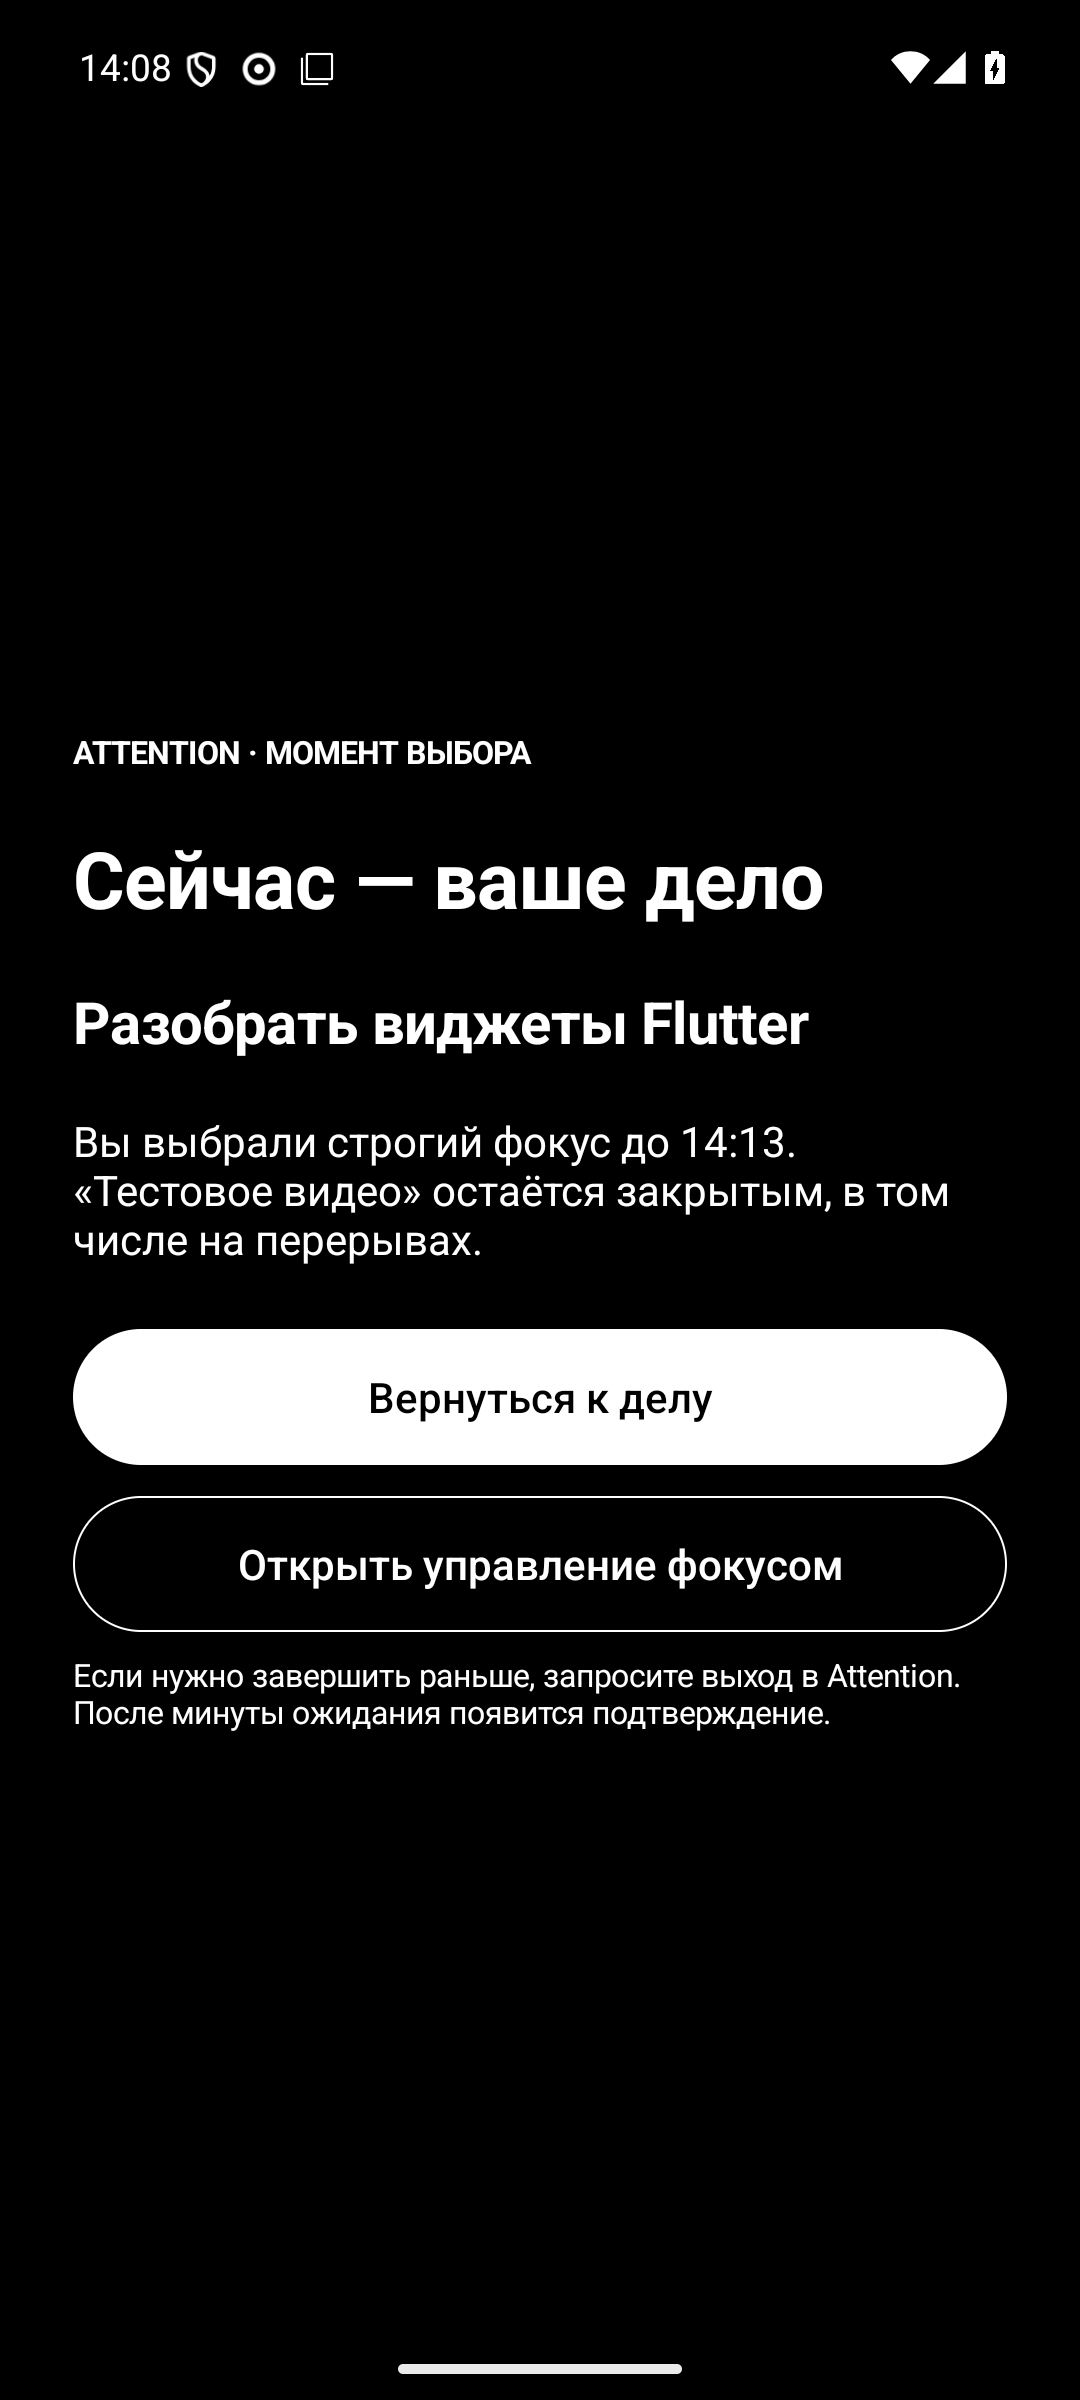 14:08
ATTENTION · МОМЕНТ ВЫБОРА
Сейчас — ваше дело
Разобрать виджеты Flutter
Вы выбрали строгий фокус до 14:13.
«Тестовое видео» остаётся закрытым, в том
числе на перерывах.
Вернуться к делу
Открыть управление фокусом
Если нужно завершить раньше, запросите выход в Attention.
После минуты ожидания появится подтверждение.